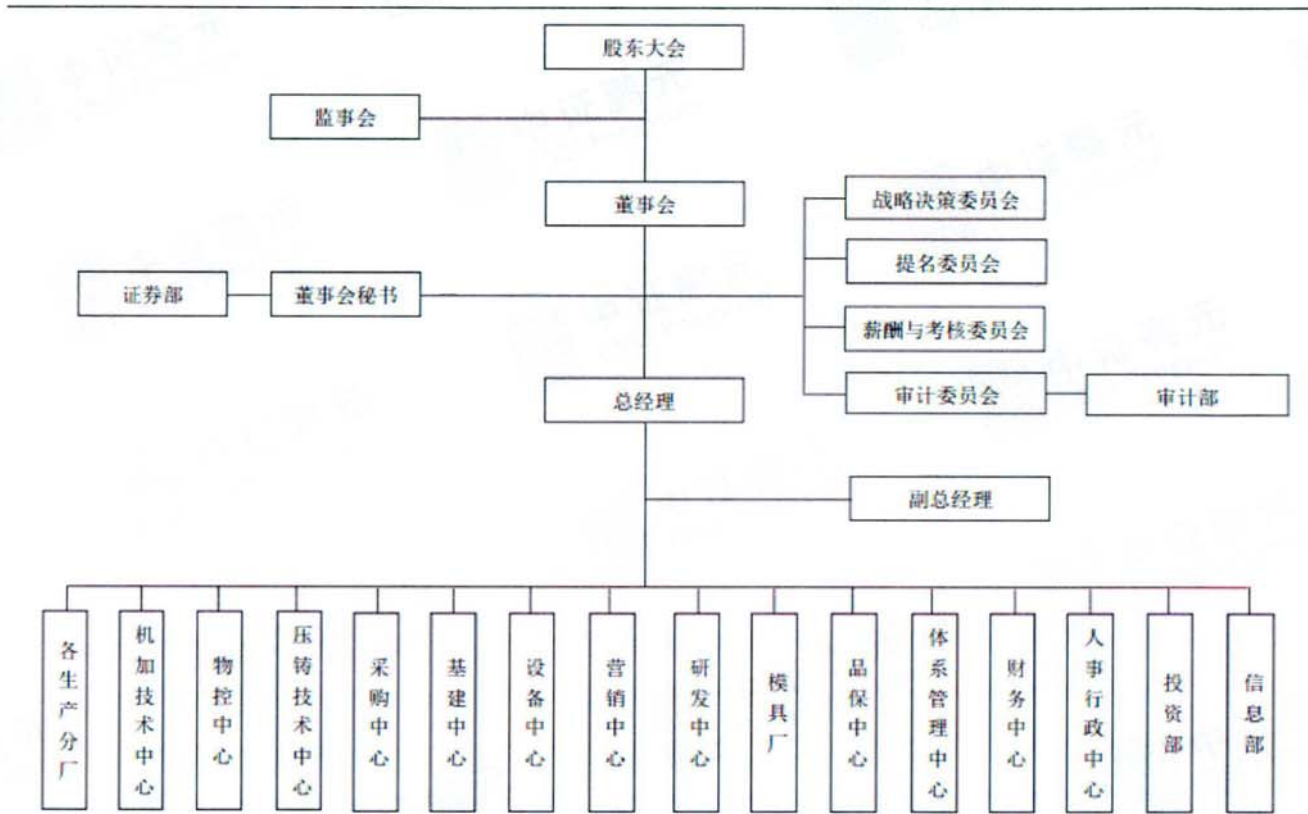 股东大会
监事会
董事会
战略决策委员会
提名委员会
证券部
董事会秘书
薪酬与考核委员会
总经理
审计委员会
审计部
副总经理
各生产分厂
机加技术中心
物控中心
压铸技术中心
采购中心
基建中心
设备中心
营销中心
研发中心
模具厂
品保中心
体系管理中心
财务中心
人事行政中心
投资部
信息部